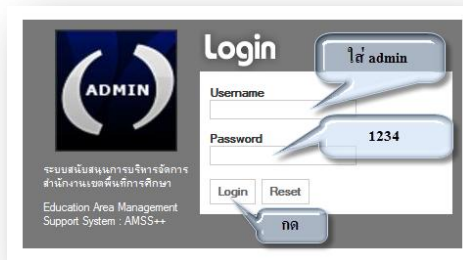 Login
ใส่ admin
ADMIN
Username
Password
1234
ระบบสนับสนุนการบริหารจัดการ
สำนักงานเขตพื้นที่การศึกษา
Education Area Management
Support System : AMSS++
Login Reset
กด